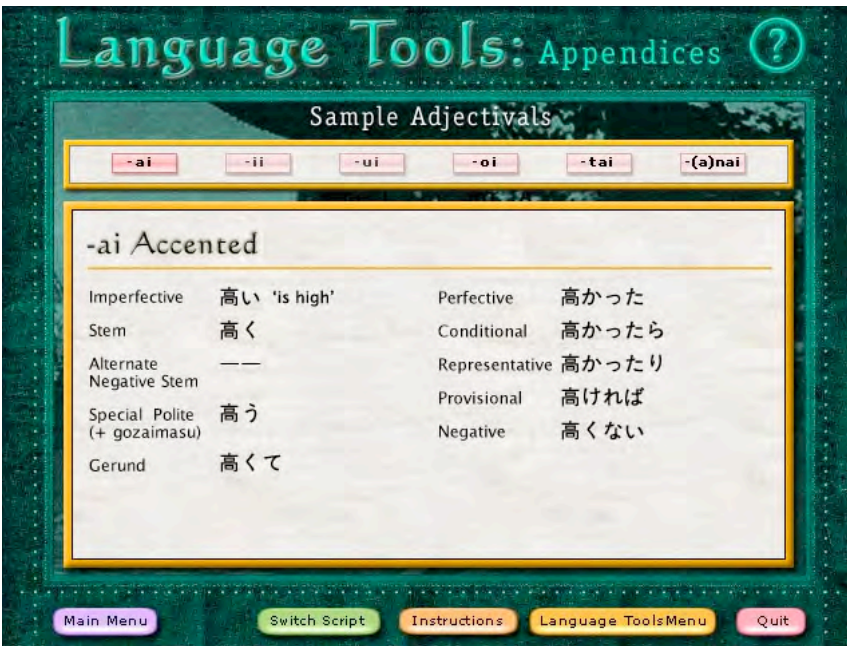 Language Tools: Appendices ?
Sample Adjectivals
-ai -ii -ui -oi -tai -(a)nai
-ai Accented
Imperfective 高い 'is high'
Stem 高く
Alternate
Negative Stem ——
Special Polite
(+ gozaimasu) 高う
Gerund 高くて
Perfective 高かった
Conditional 高かったら
Representative 高かったり
Provisional 高ければ
Negative 高くない
Main Menu Switch Script Instructions Language ToolsMenu Quit